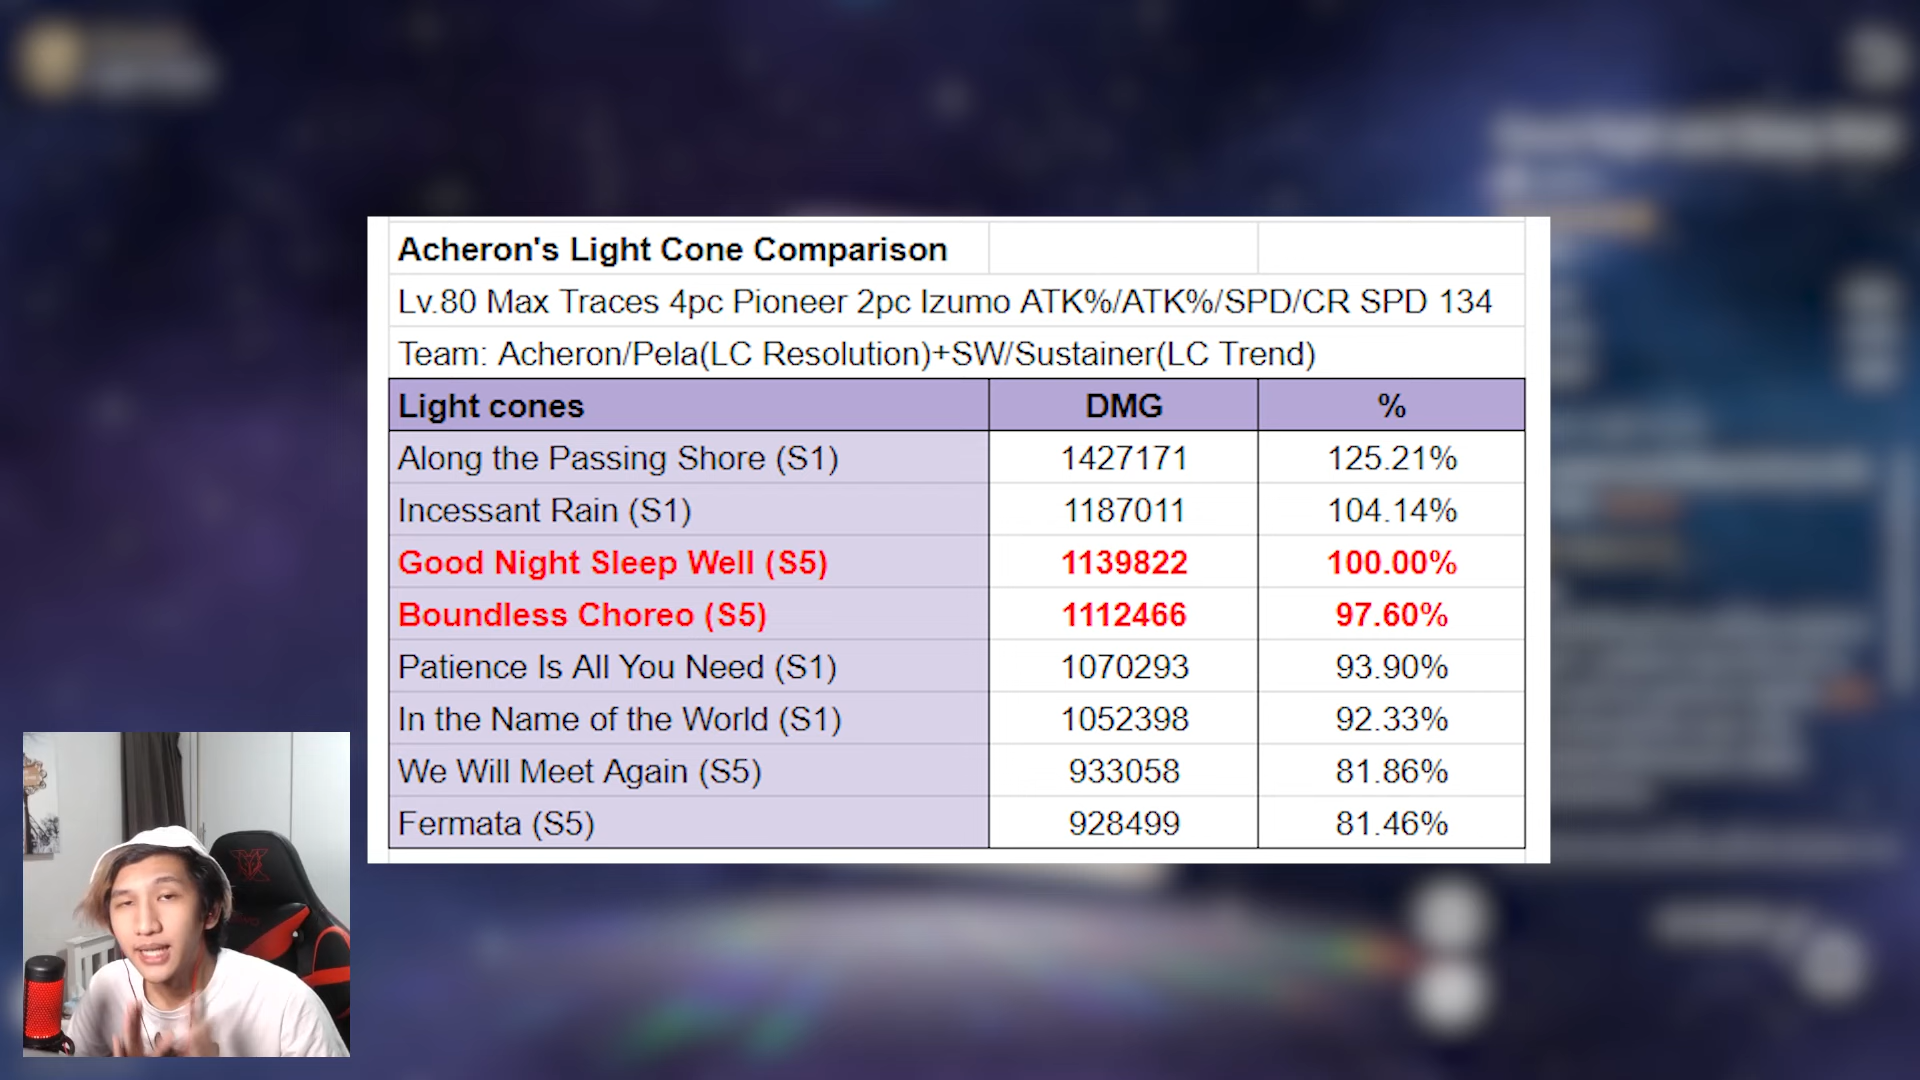 Acheron's Light Cone Comparison
Lv.80 Max Traces 4pc Pioneer 2pc Izumo ATK%/ATK%/SPD/CR SPD 134
Team: Acheron/Pela(LC Resolution)+SW/Sustainer(LC Trend)
Light cones DMG %
Along the Passing Shore (S1) 1427171 125.21%
Incessant Rain (S1) 1187011 104.14%
Good Night Sleep Well (S5) 1139822 100.00%
Boundless Choreo (S5) 1112466 97.60%
Patience Is All You Need (S1) 1070293 93.90%
In the Name of the World (S1) 1052398 92.33%
We Will Meet Again (S5) 933058 81.86%
Fermata (S5) 928499 81.46%